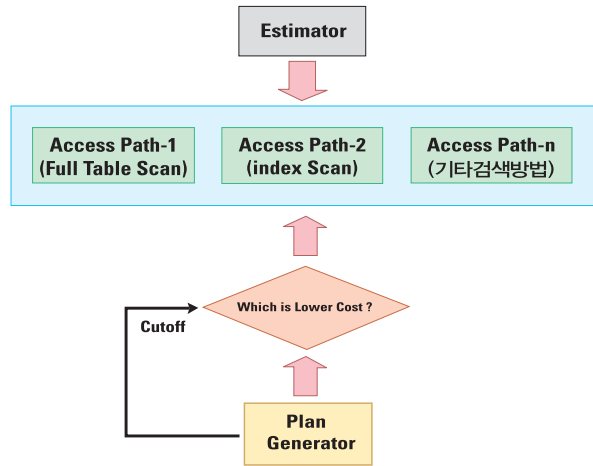 Estimator
Access Path-1
(Full Table Scan)
Access Path-2
(index Scan)
Access Path-n
(기타검색방법)
Which is Lower Cost ?
Cutoff
Plan
Generator